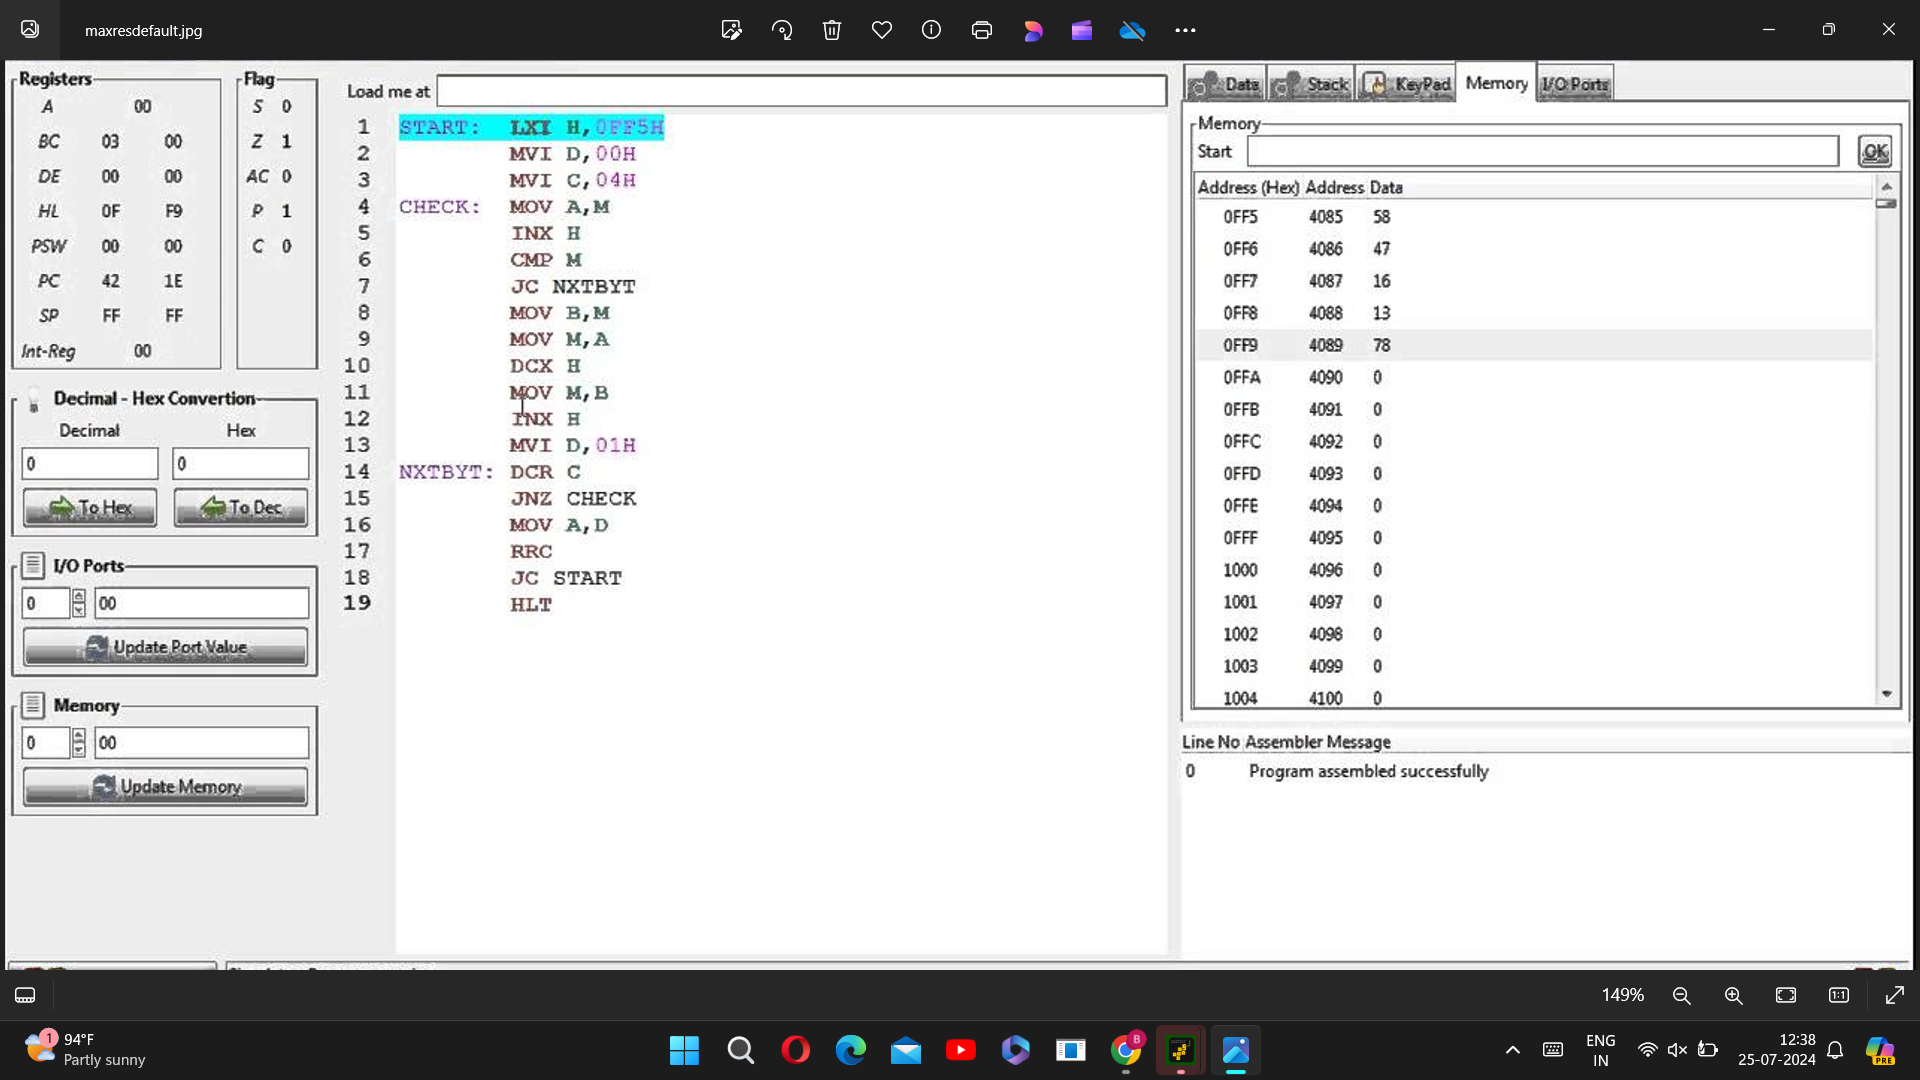 maxresdefault.jpg
Registers
A 00
BC 03 00
DE 00 00
HL 0F F9
PSW 00 00
PC 42 1E
SP FF FF
Int-Reg 00
Flag
S 0
Z 1
AC 0
P 1
C 0
Decimal - Hex Convertion
Decimal Hex
0 0
To Hex To Dec
I/O Ports
0 00
Update Port Value
Memory
0 00
Update Memory
Load me at
1 START: LXI H,0FF5H
2 MVI D,00H
3 MVI C,04H
4 CHECK: MOV A,M
5 INX H
6 CMP M
7 JC NXTBYT
8 MOV B,M
9 MOV M,A
10 DCX H
11 MOV M,B
12 INX H
13 MVI D,01H
14 NXTBYT: DCR C
15 JNZ CHECK
16 MOV A,D
17 RRC
18 JC START
19 HLT
Data Stack KeyPad Memory I/O Ports
Memory
Start OK
Address (Hex) Address Data
0FF5 4085 58
0FF6 4086 47
0FF7 4087 16
0FF8 4088 13
0FF9 4089 78
0FFA 4090 0
0FFB 4091 0
0FFC 4092 0
0FFD 4093 0
0FFE 4094 0
0FFF 4095 0
1000 4096 0
1001 4097 0
1002 4098 0
1003 4099 0
1004 4100 0
Line No Assembler Message
0 Program assembled successfully
149% 1:1
1 94°F
Partly sunny
B
ENG
IN
12:38
25-07-2024
PRE